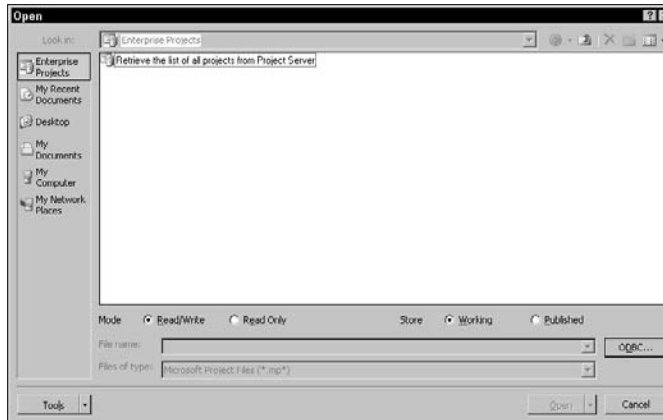 Open
Look in:
Enterprise Projects
Enterprise
Projects
Retrieve the list of all projects from Project Server
My Recent
Documents
Desktop
My
Documents
My
Computer
My Network
Places
Mode
Read/Write
Read Only
Store
Working
Published
File name:
ODBC...
Files of type:
Microsoft Project Files (*.mp*)
Tools
Open
Cancel